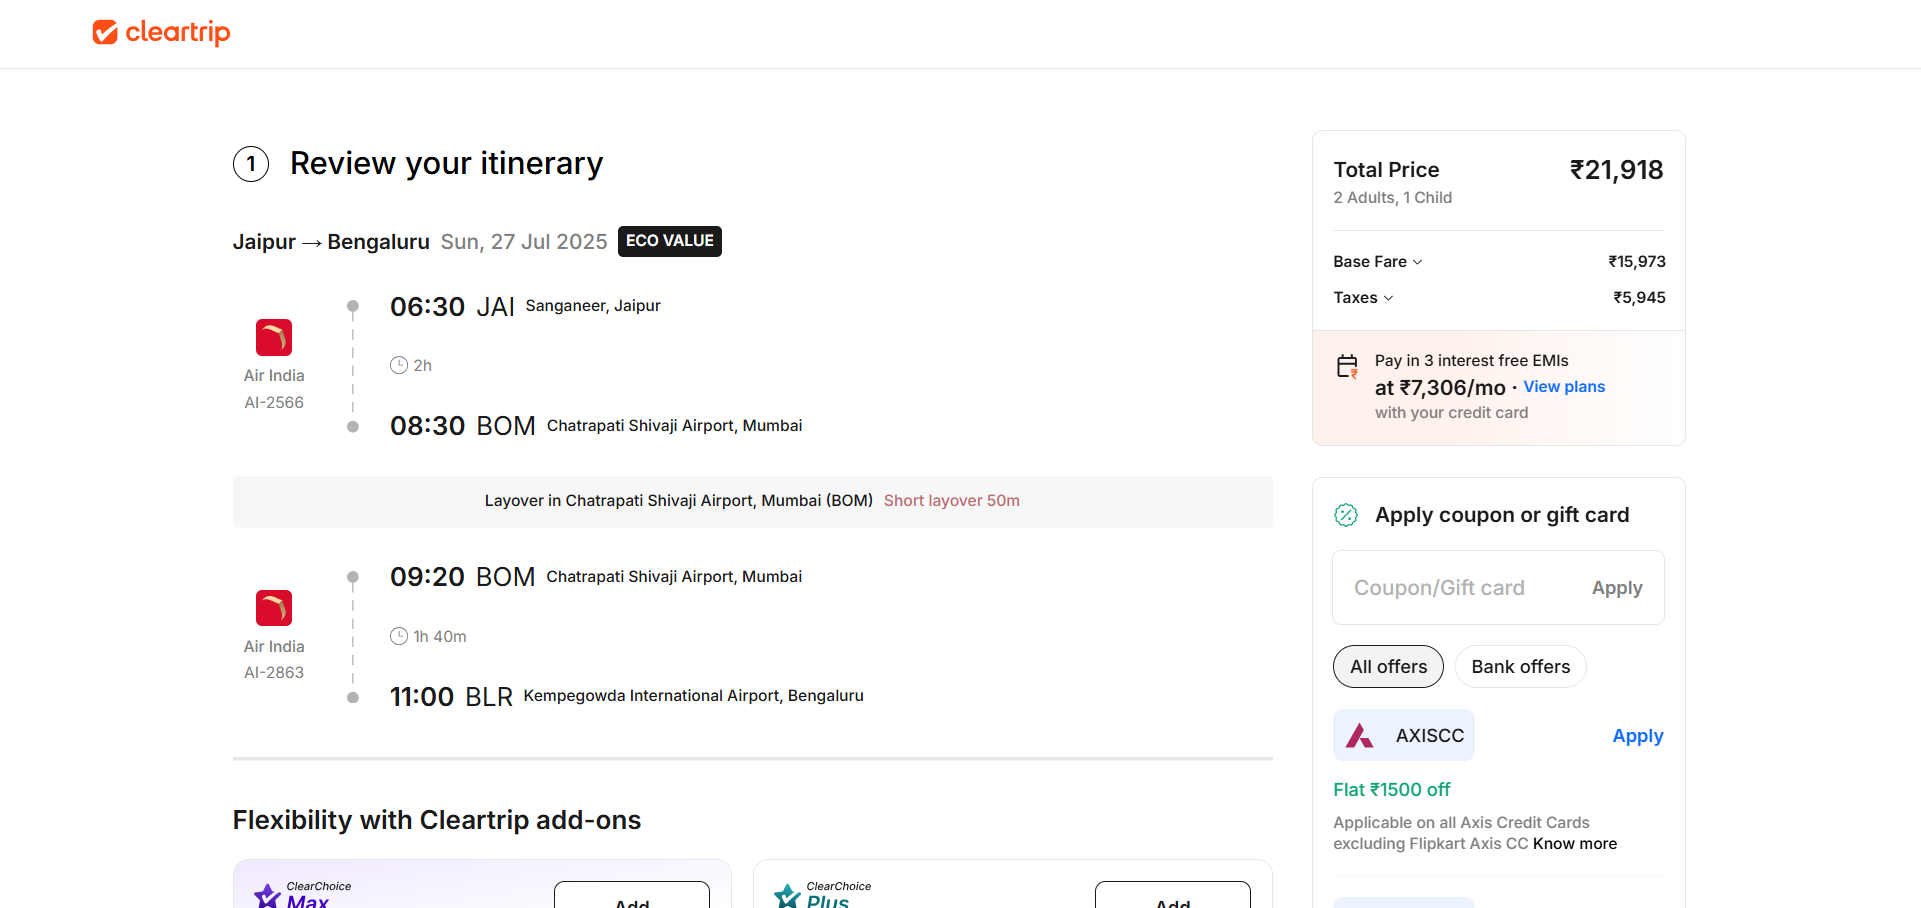 cleartrip
1 Review your itinerary
Jaipur → Bengaluru Sun, 27 Jul 2025 ECO VALUE
Air India
AI-2566
06:30 JAI Sanganeer, Jaipur
2h
08:30 BOM Chatrapati Shivaji Airport, Mumbai
Layover in Chatrapati Shivaji Airport, Mumbai (BOM) Short layover 50m
Air India
AI-2863
09:20 BOM Chatrapati Shivaji Airport, Mumbai
1h 40m
11:00 BLR Kempegowda International Airport, Bengaluru
Flexibility with Cleartrip add-ons
ClearChoice
Max
Add
ClearChoice
Plus
Add
Total Price ₹21,918
2 Adults, 1 Child
Base Fare ₹15,973
Taxes ₹5,945
Pay in 3 interest free EMIs
at ₹7,306/mo · View plans
with your credit card
Apply coupon or gift card
Coupon/Gift card Apply
All offers Bank offers
AXISCC Apply
Flat ₹1500 off
Applicable on all Axis Credit Cards
excluding Flipkart Axis CC Know more